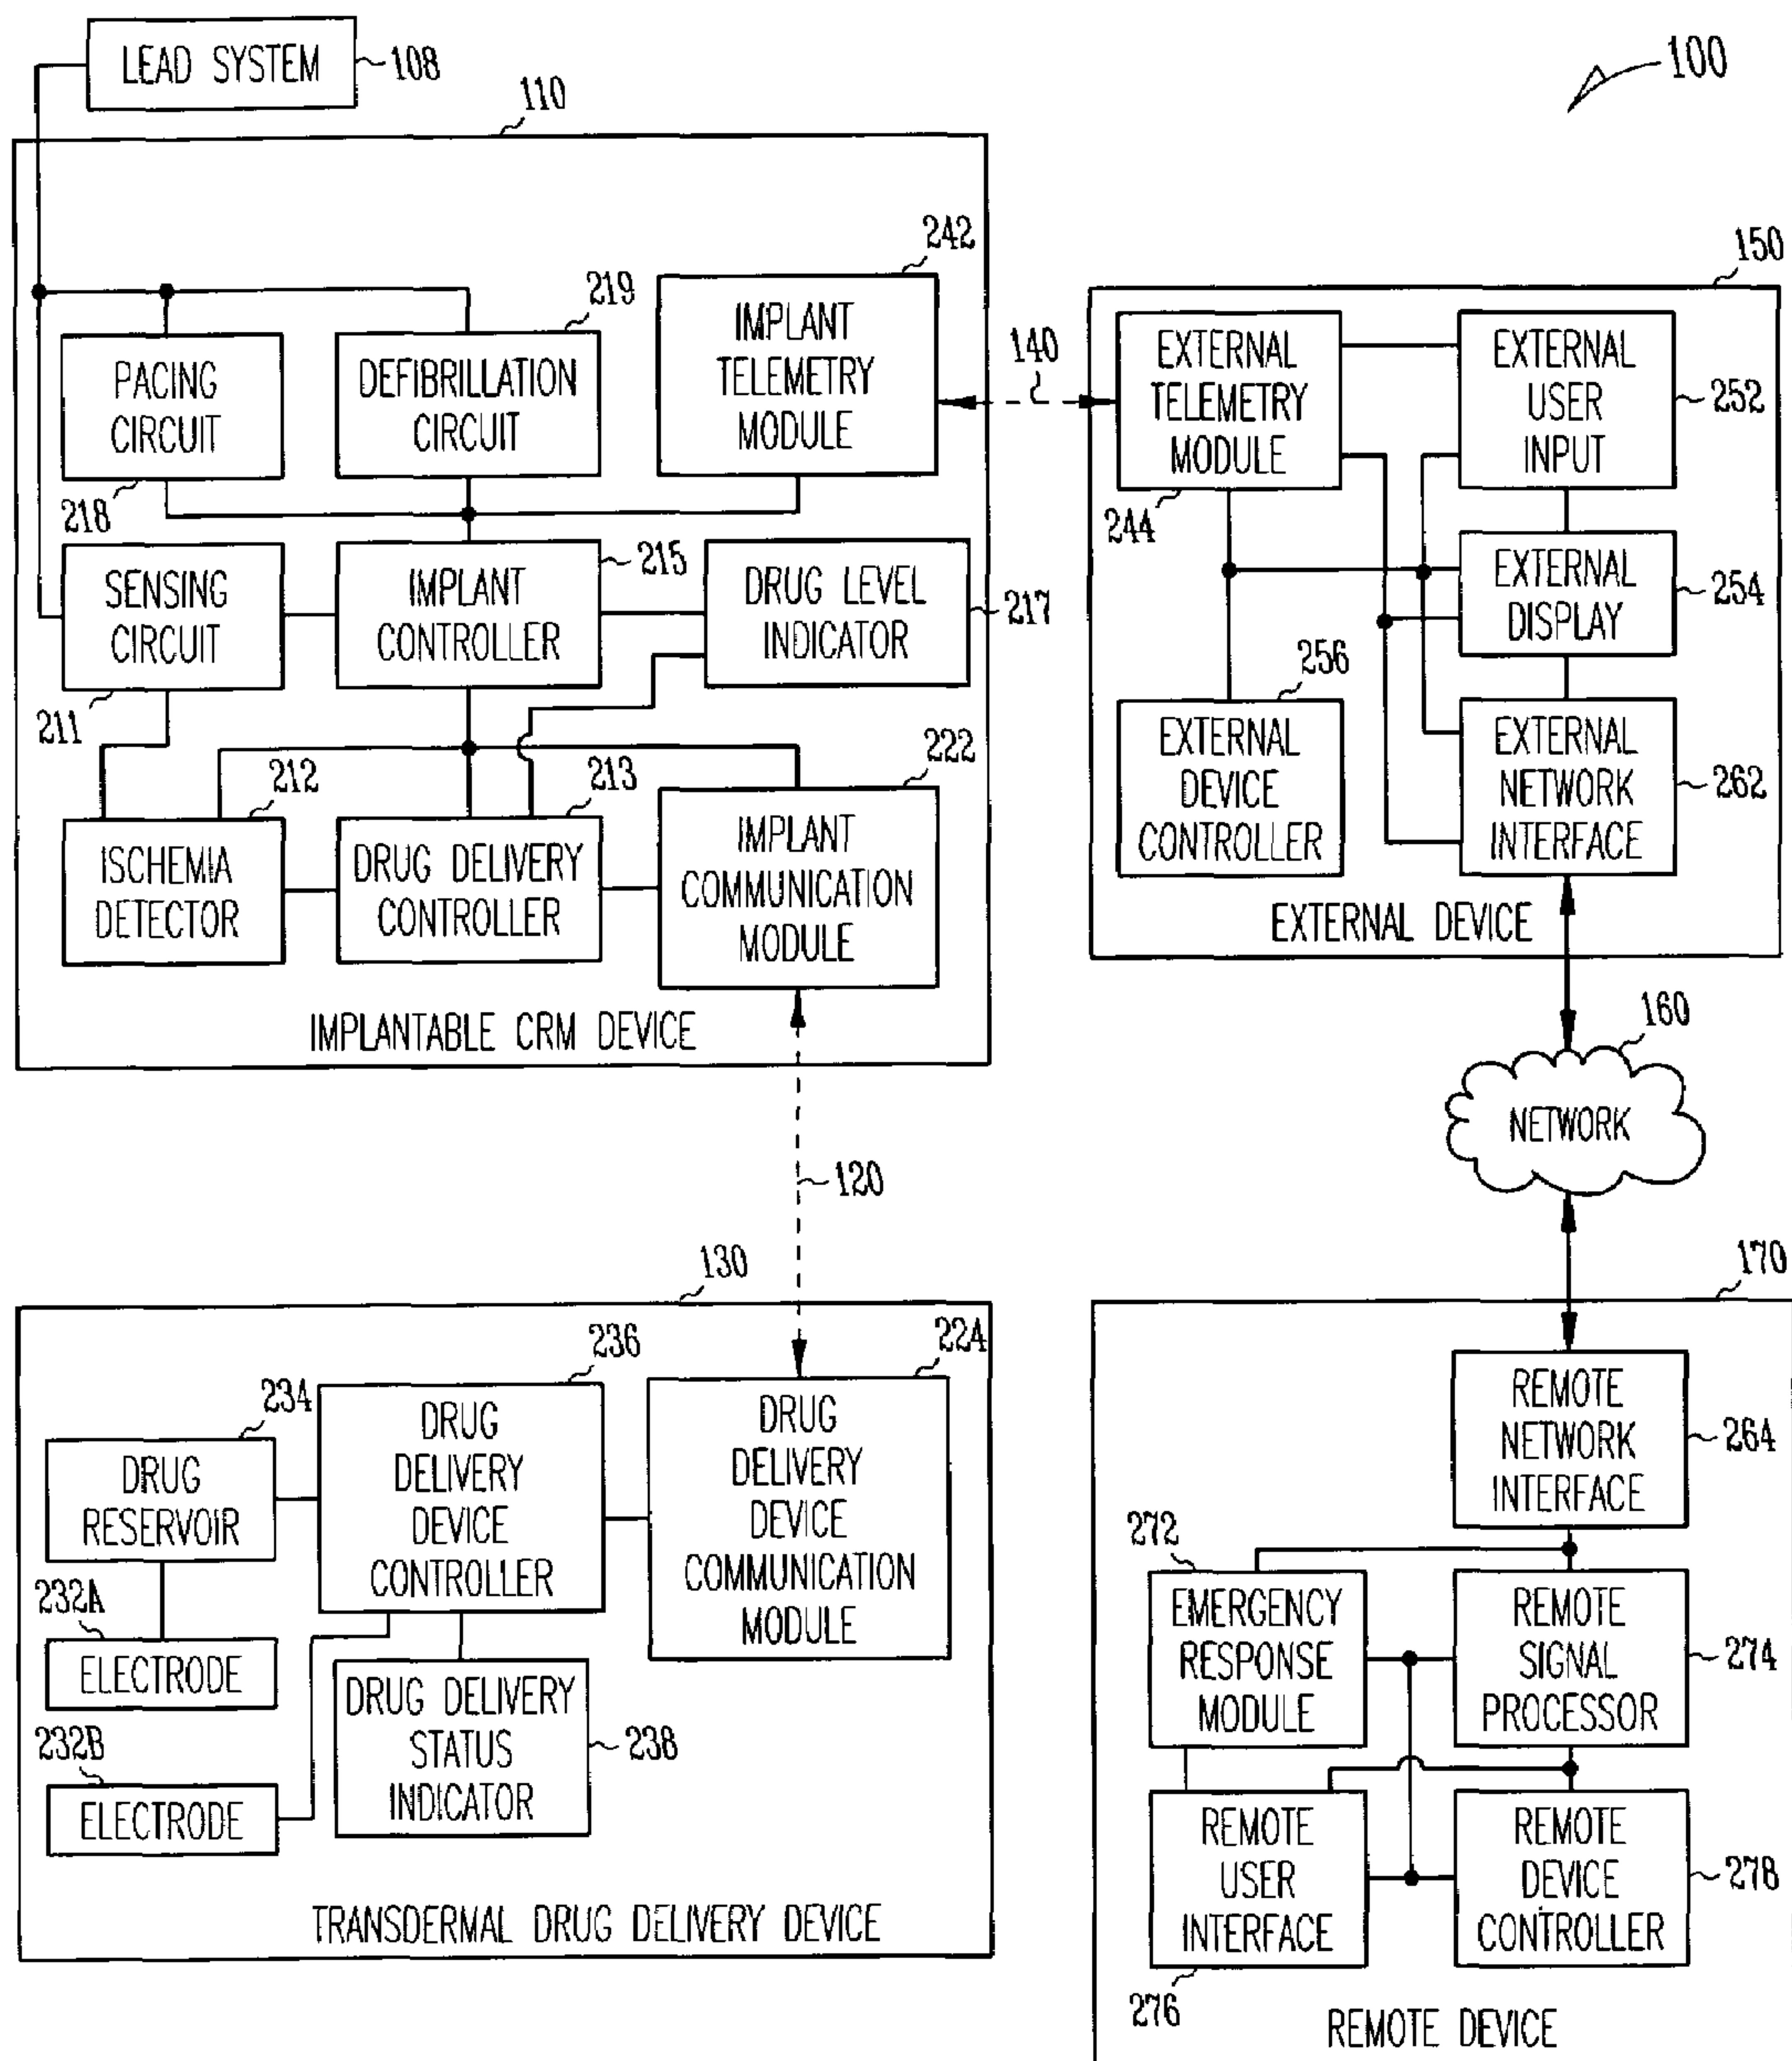 100
LEAD SYSTEM
108
110
PACING
CIRCUIT
218
DEFIBRILLATION
CIRCUIT
219
IMPLANT
TELEMETRY
MODULE
242
SENSING
CIRCUIT
211
IMPLANT
CONTROLLER
215
DRUG LEVEL
INDICATOR
217
ISCHEMIA
DETECTOR
212
DRUG DELIVERY
CONTROLLER
213
IMPLANT
COMMUNICATION
MODULE
222
IMPLANTABLE CRM DEVICE
140
150
EXTERNAL
TELEMETRY
MODULE
244
EXTERNAL
USER
INPUT
252
EXTERNAL
DISPLAY
254
EXTERNAL
DEVICE
CONTROLLER
256
EXTERNAL
NETWORK
INTERFACE
262
EXTERNAL DEVICE
160
NETWORK
120
130
DRUG
RESERVOIR
234
DRUG
DELIVERY
DEVICE
CONTROLLER
236
DRUG
DELIVERY
DEVICE
COMMUNICATION
MODULE
224
232A
ELECTRODE
232B
ELECTRODE
DRUG DELIVERY
STATUS
INDICATOR
238
TRANSDERMAL DRUG DELIVERY DEVICE
170
REMOTE
NETWORK
INTERFACE
264
272
EMERGENCY
RESPONSE
MODULE
REMOTE
SIGNAL
PROCESSOR
274
REMOTE
USER
INTERFACE
276
REMOTE
DEVICE
CONTROLLER
278
REMOTE DEVICE